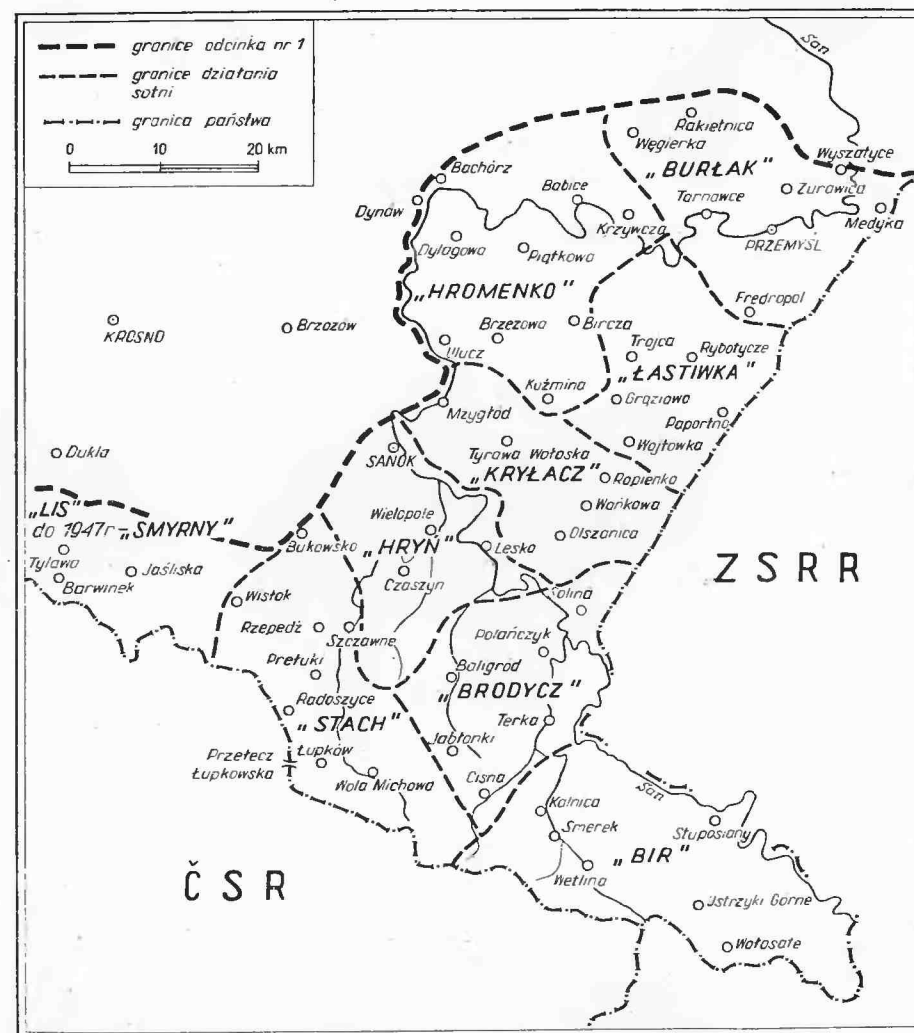 granice odcinka nr 1
granice działania
sotni
granica państwa
0 10 20 km
San
Rakietnica
Węgierka
Wyszatyce
"BURŁAK"
Bachórz
Babice
Żurawica
Dynów
Tarnawce
Medyka
Krzywcza
PRZEMYŚL
Dylągowa
Piątkowa
"HROMENKO"
Fredropol
KROSNO
Brzozów
Brzeżowa
Bircza
Ulucz
Trójca
Rybotycze
"ŁASTIWKA"
Kuźmina
Grąziowa
Mzygłód
Paportno
Dukla
SANOK
Tyrawa Wołoska
Wojtówka
"KRYŁACZ"
Ropienka
"LIS"
do 1947r-"SMYRNY"
Wielopole
Wańkowa
Bukowsko
"HRYŃ"
Olszanica
Tylawa
Lesko
Jaśliska
Czaszyn
ZSRR
Barwinek
Wisłok
Solina
Rzepedź
Szczawne
Polańczyk
Prełuki
Baligród
"BRODYCZ"
Radoszyce
"STACH"
Terka
Jabłonki
Przełęcz
Łupkowska
Łupków
Wola Michowa
Cisna
San
Kalnica
Stuposiany
Smerek
"BIR"
ČSR
Wetlina
Ustrzyki Górne
Wołosate